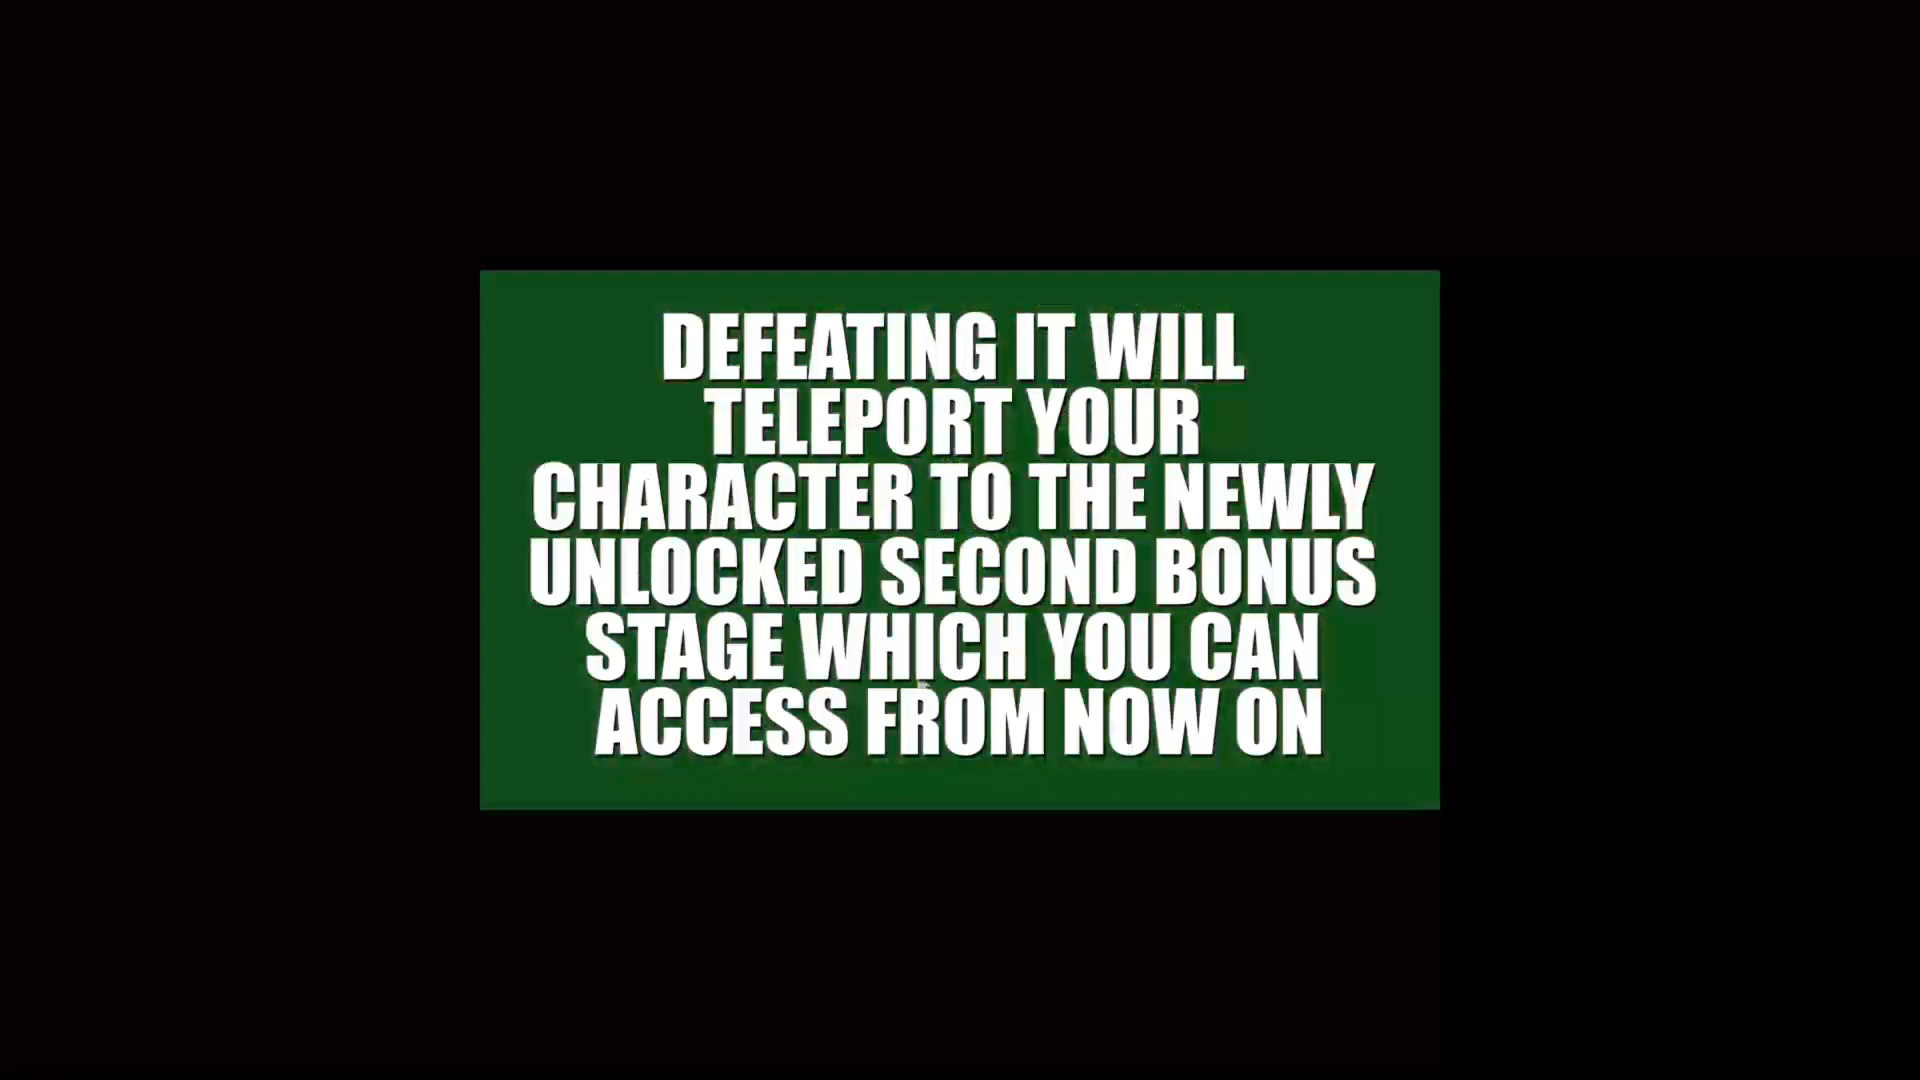 DEFEATING IT WILL
TELEPORT YOUR
CHARACTER TO THE NEWLY
UNLOCKED SECOND BONUS
STAGE WHICH YOU CAN
ACCESS FROM NOW ON